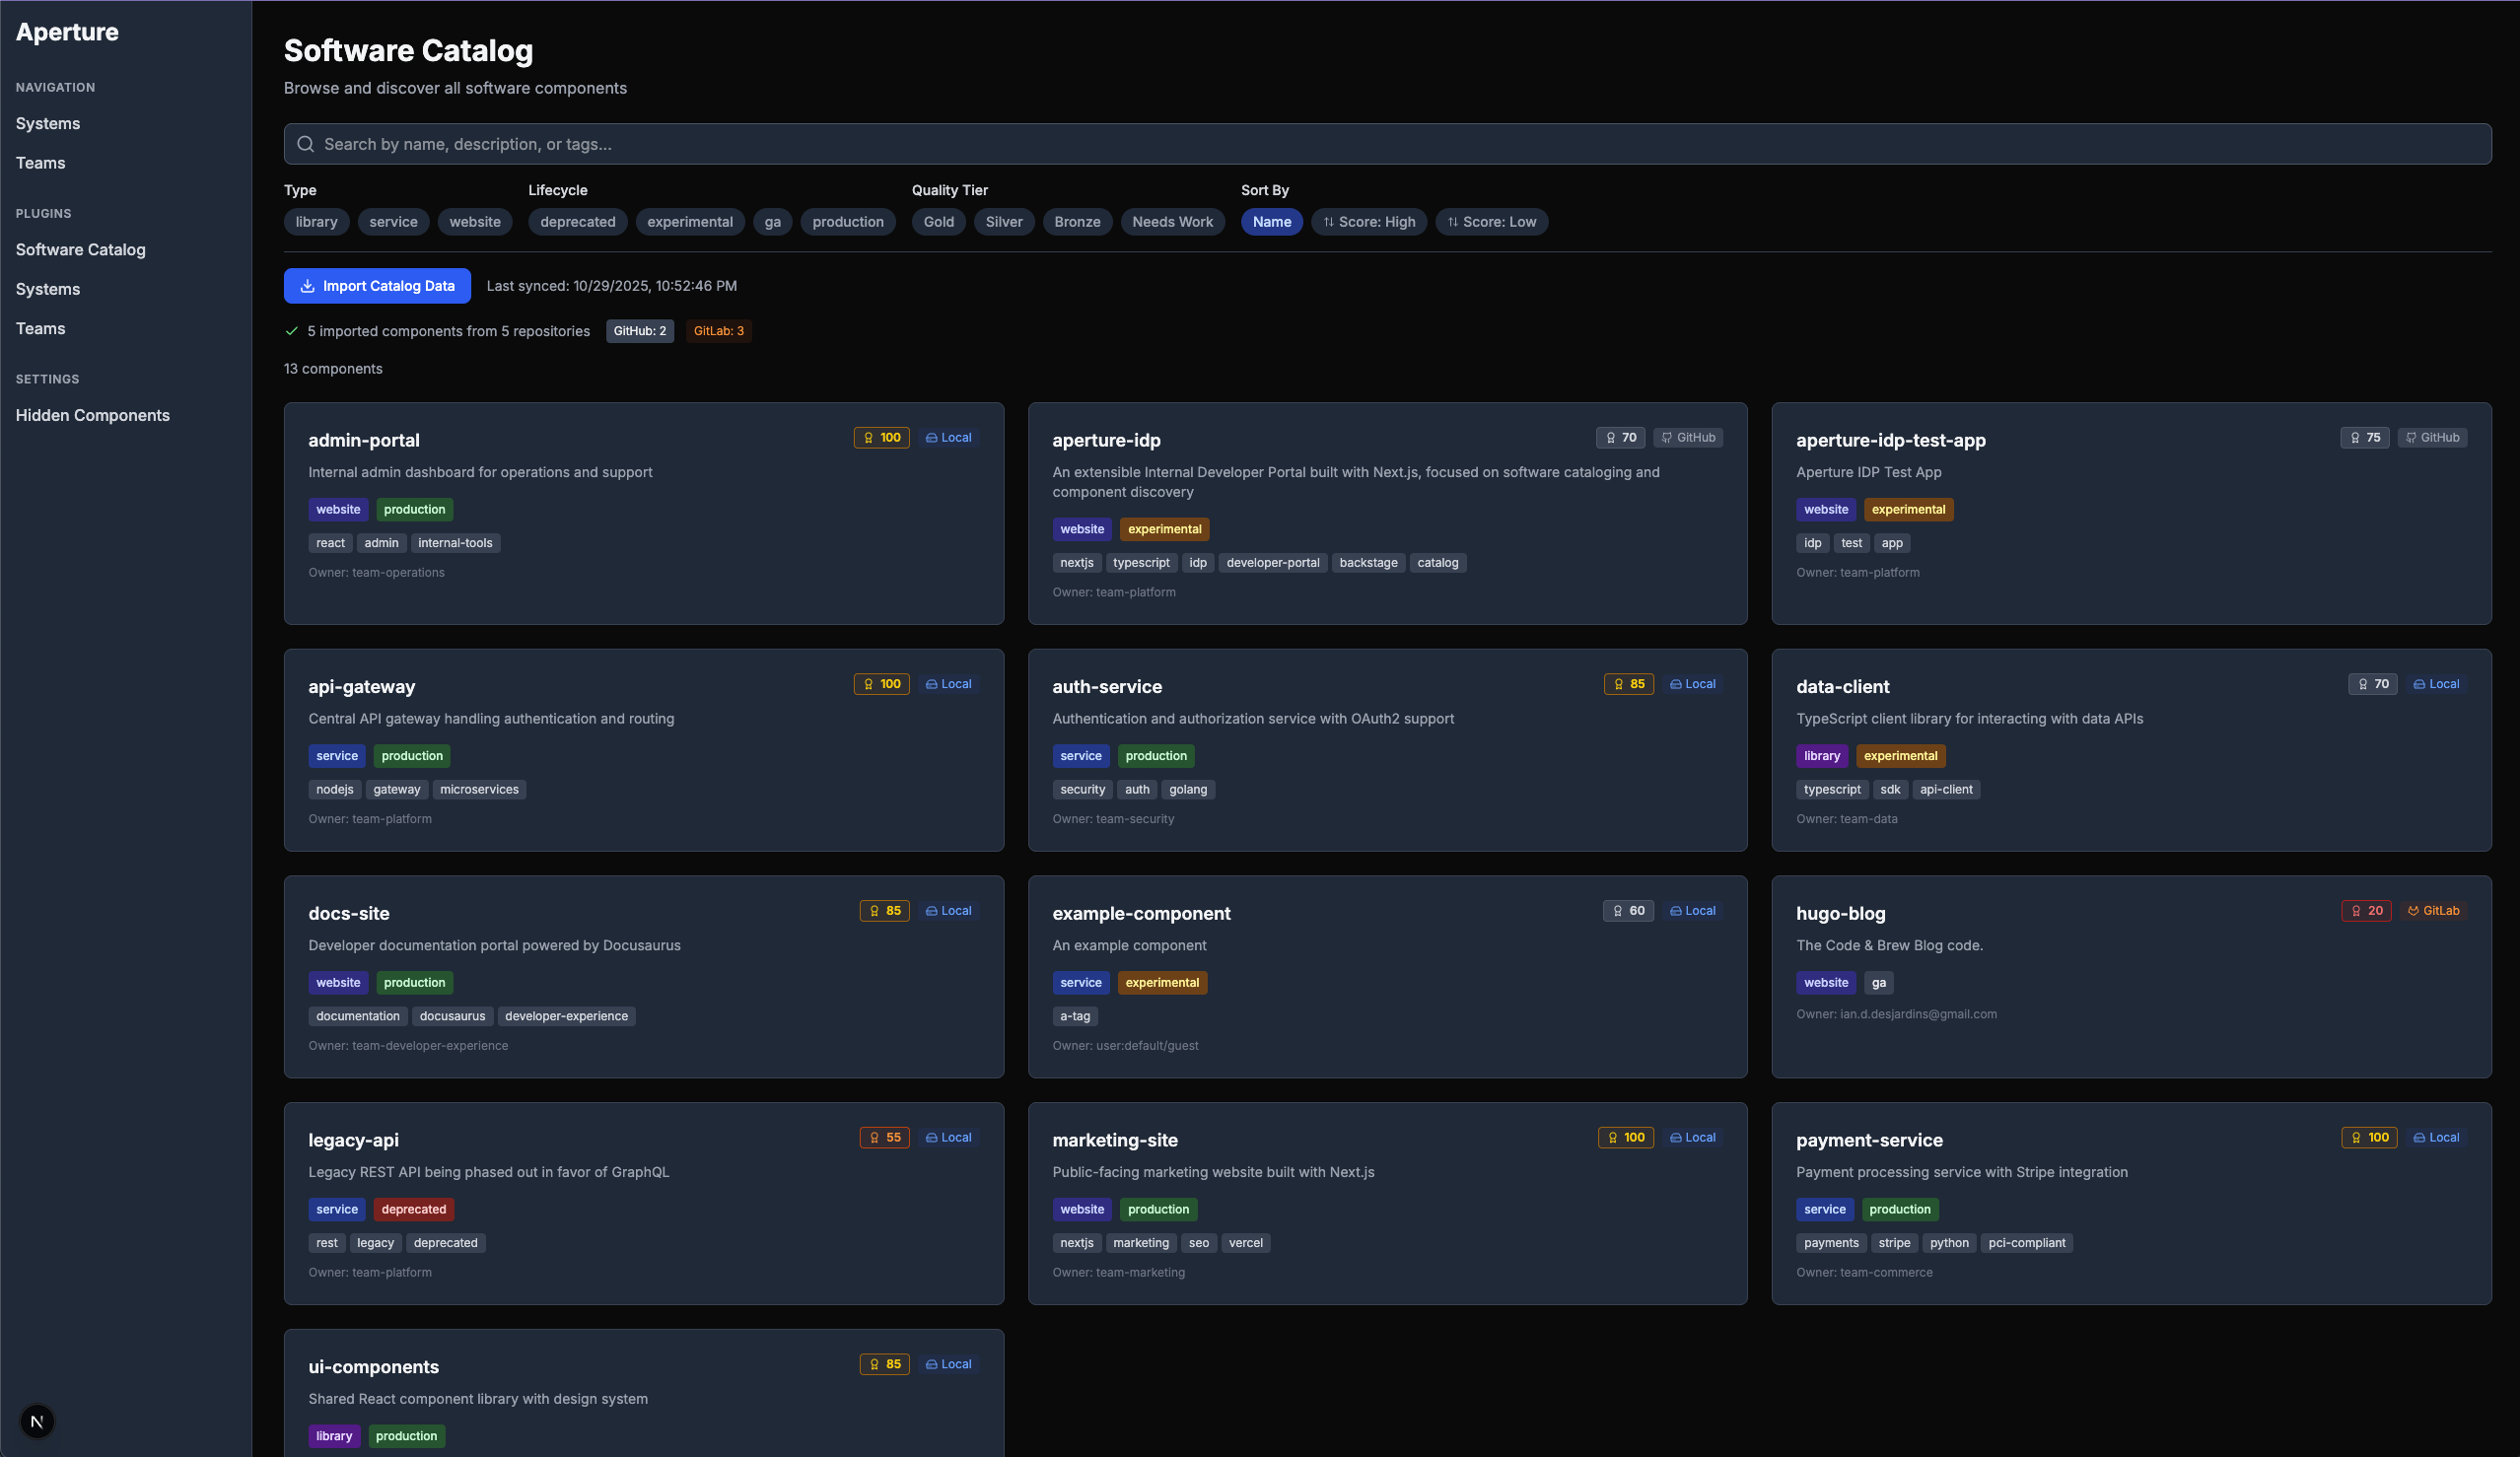 Aperture
NAVIGATION
Systems
Teams
PLUGINS
Software Catalog
Systems
Teams
SETTINGS
Hidden Components
Software Catalog
Browse and discover all software components
Search by name, description, or tags...
Type Lifecycle Quality Tier Sort By
library service website deprecated experimental ga production Gold Silver Bronze Needs Work Name Score: High Score: Low
Import Catalog Data Last synced: 10/29/2025, 10:52:46 PM
5 imported components from 5 repositories GitHub: 2 GitLab: 3
13 components
admin-portal 100 Local
Internal admin dashboard for operations and support
website production
react admin internal-tools
Owner: team-operations
aperture-idp 70 GitHub
An extensible Internal Developer Portal built with Next.js, focused on software cataloging and
component discovery
website experimental
nextjs typescript idp developer-portal backstage catalog
Owner: team-platform
aperture-idp-test-app 75 GitHub
Aperture IDP Test App
website experimental
idp test app
Owner: team-platform
api-gateway 100 Local
Central API gateway handling authentication and routing
service production
nodejs gateway microservices
Owner: team-platform
auth-service 85 Local
Authentication and authorization service with OAuth2 support
service production
security auth golang
Owner: team-security
data-client 70 Local
TypeScript client library for interacting with data APIs
library experimental
typescript sdk api-client
Owner: team-data
docs-site 85 Local
Developer documentation portal powered by Docusaurus
website production
documentation docusaurus developer-experience
Owner: team-developer-experience
example-component 60 Local
An example component
service experimental
a-tag
Owner: user:default/guest
hugo-blog 20 GitLab
The Code & Brew Blog code.
website ga
Owner: ian.d.desjardins@gmail.com
legacy-api 55 Local
Legacy REST API being phased out in favor of GraphQL
service deprecated
rest legacy deprecated
Owner: team-platform
marketing-site 100 Local
Public-facing marketing website built with Next.js
website production
nextjs marketing seo vercel
Owner: team-marketing
payment-service 100 Local
Payment processing service with Stripe integration
service production
payments stripe python pci-compliant
Owner: team-commerce
ui-components 85 Local
Shared React component library with design system
library production
N